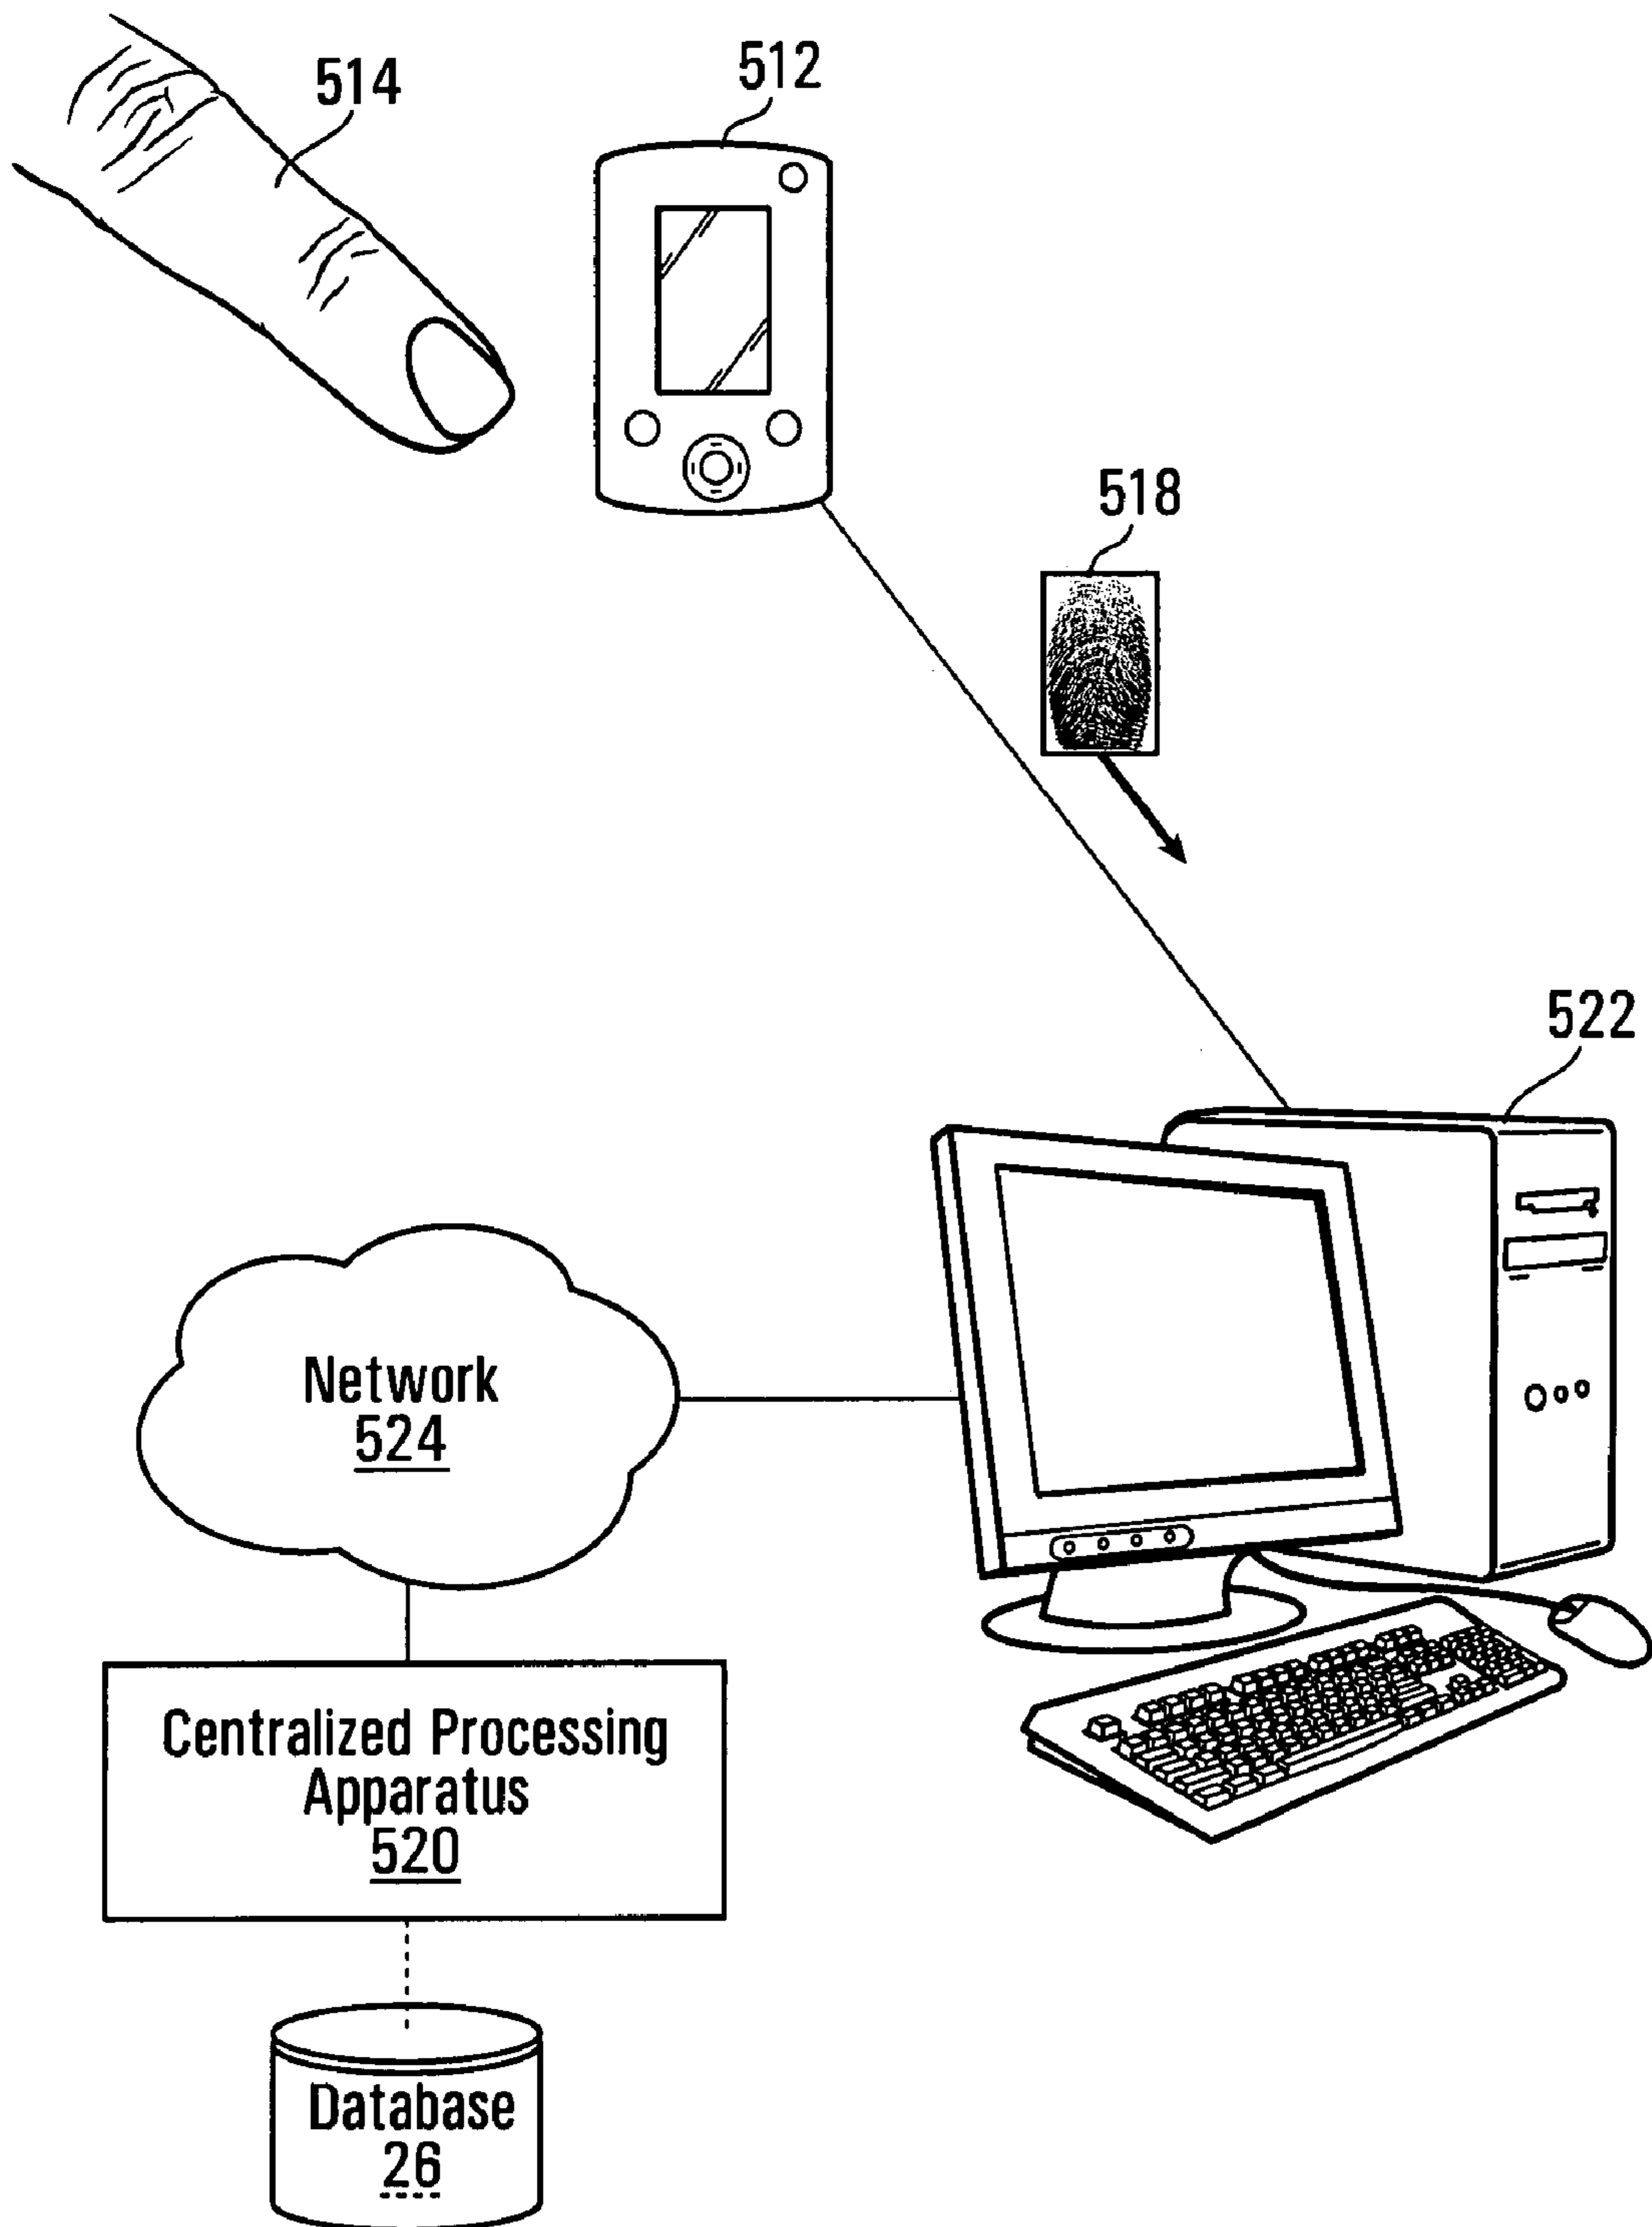 514
512
518
522
Network
524
Centralized Processing
Apparatus
520
Database
26